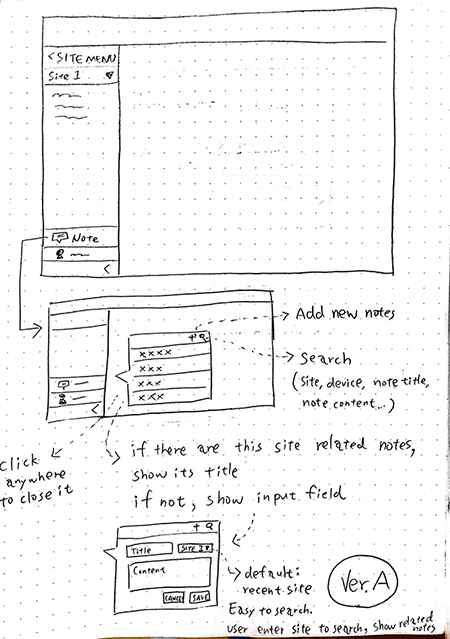 < SITE MENU
Site 1
Note
<
+
Add new notes
Search
(Site, device, note title,
note content...)
xxxx
xxx
xxx
xxx
<
Click
anywhere
to close it
if there are this site related notes,
show its title
if not, show input field
+
Title
SITE 1
Content
CANCEL
SAVE
default:
recent site
Easy to search.
user enter site to search, show related
notes
Ver. A